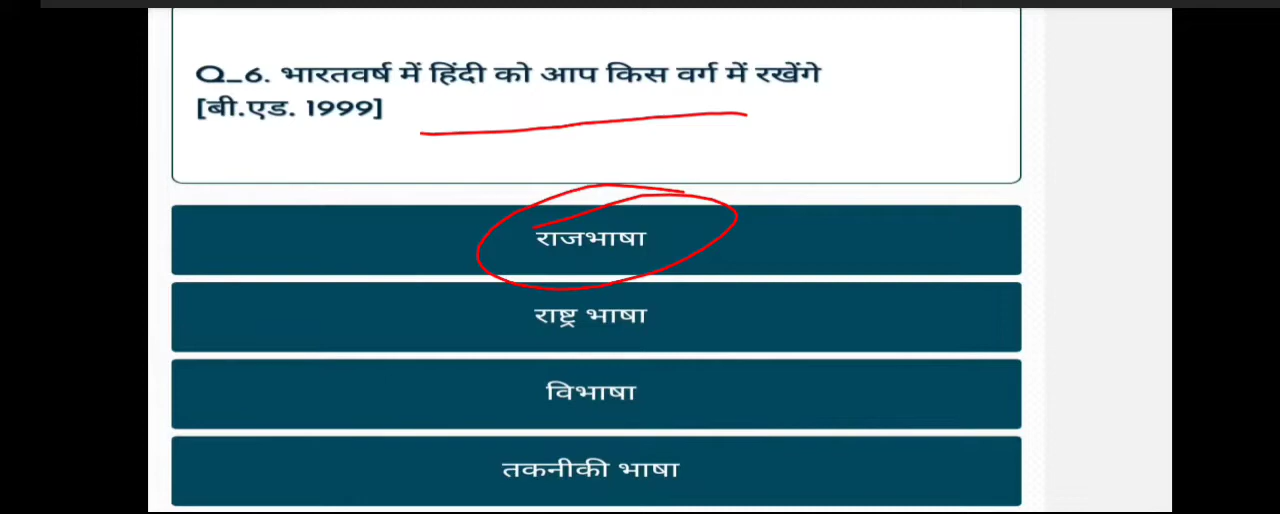 Q_6. भारतवर्ष में हिंदी को आप किस वर्ग में रखेंगे
[बी.एड. 1999]
राजभाषा
राष्ट्र भाषा
विभाषा
तकनीकी भाषा